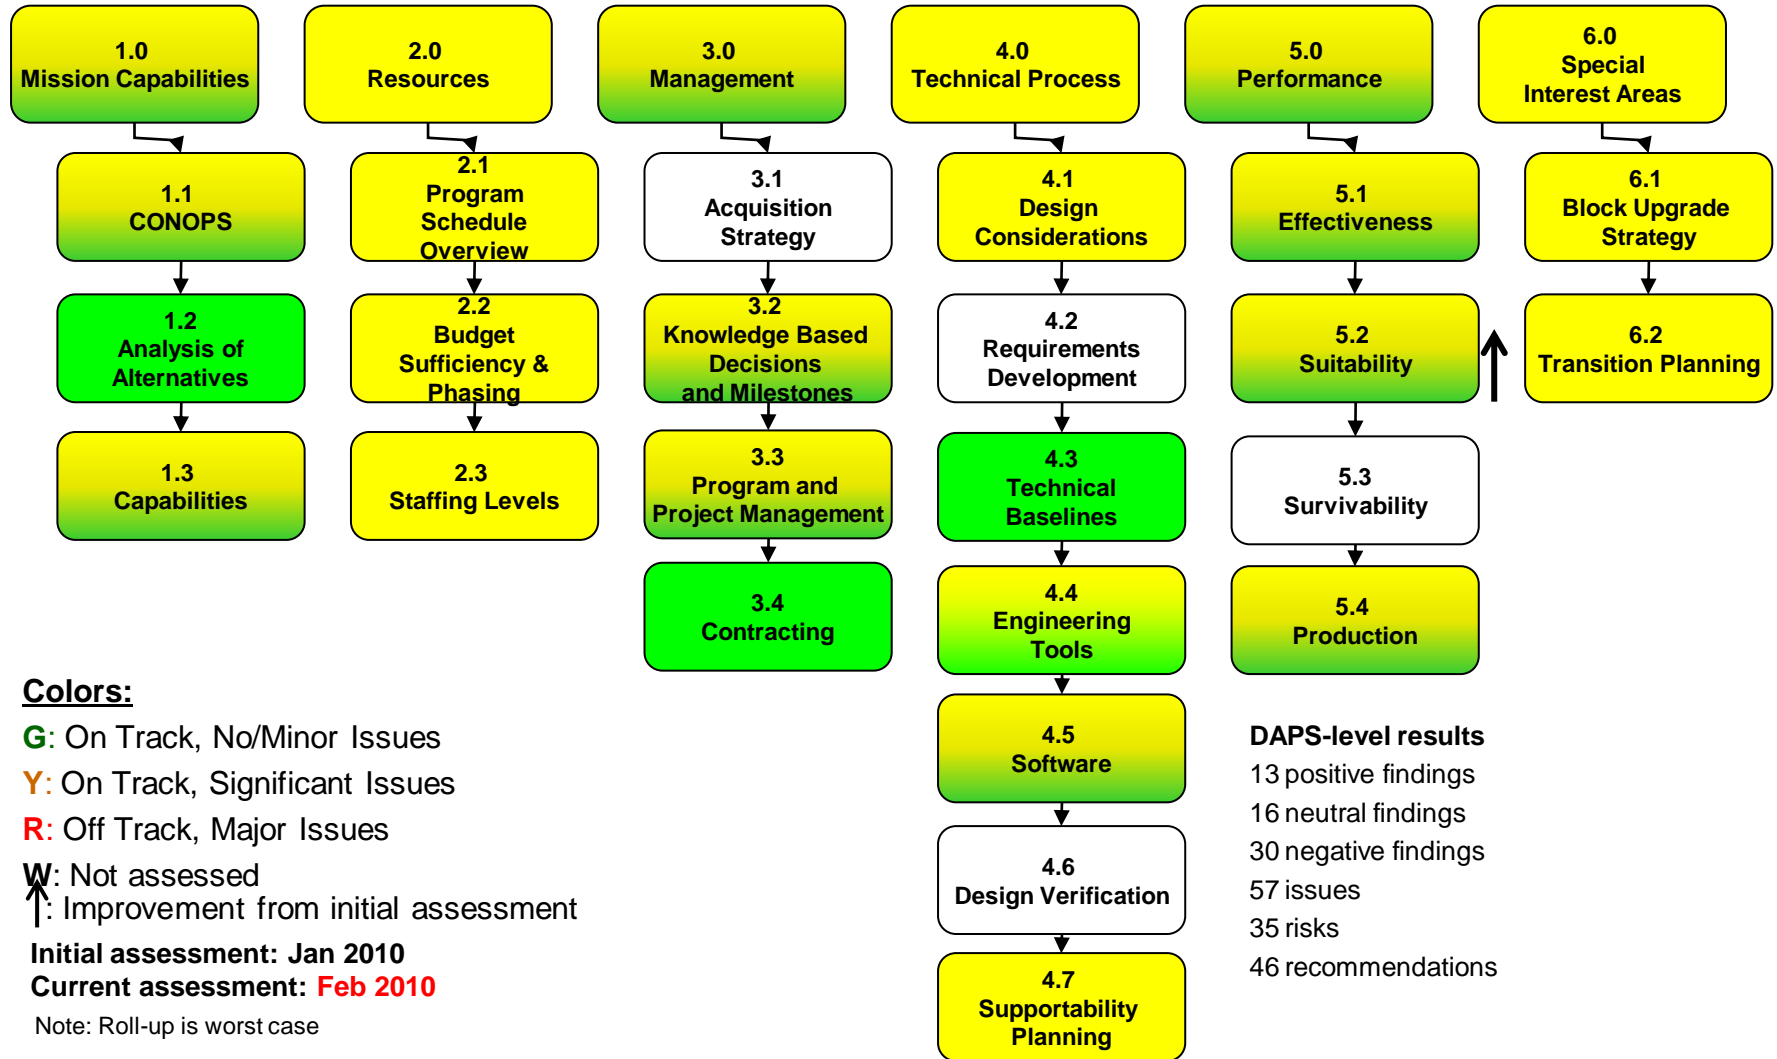 1.0
Mission Capabilities
2.0
Resources
3.0
Management
4.0
Technical Process
5.0
Performance
6.0
Special
Interest Areas
1.1
CONOPS
2.1
Program
Schedule
Overview
3.1
Acquisition
Strategy
4.1
Design
Considerations
5.1
Effectiveness
6.1
Block Upgrade
Strategy
1.2
Analysis of
Alternatives
2.2
Budget
Sufficiency &
Phasing
3.2
Knowledge Based
Decisions
and Milestones
4.2
Requirements
Development
5.2
Suitability
6.2
Transition Planning
1.3
Capabilities
2.3
Staffing Levels
3.3
Program and
Project Management
4.3
Technical
Baselines
5.3
Survivability
3.4
Contracting
4.4
Engineering
Tools
5.4
Production
4.5
Software
4.6
Design Verification
4.7
Supportability
Planning
Colors:
G: On Track, No/Minor Issues
Y: On Track, Significant Issues
R: Off Track, Major Issues
W: Not assessed
: Improvement from initial assessment
Initial assessment: Jan 2010
Current assessment: Feb 2010
Note: Roll-up is worst case
DAPS-level results
13 positive findings
16 neutral findings
30 negative findings
57 issues
35 risks
46 recommendations